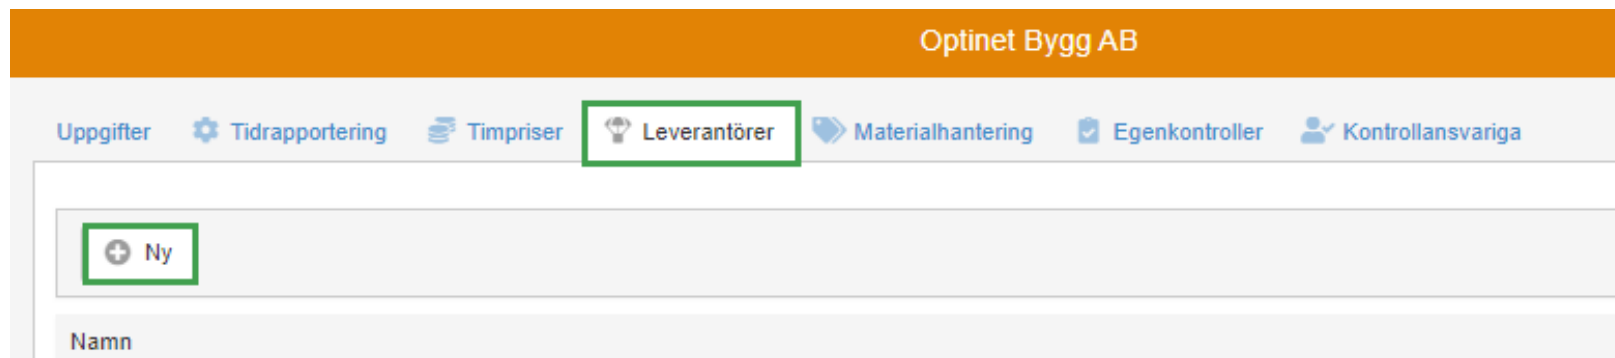 Optinet Bygg AB
Uppgifter Tidrapportering Timpriser Leverantörer Materialhantering Egenkontroller Kontrollansvariga
Ny
Namn